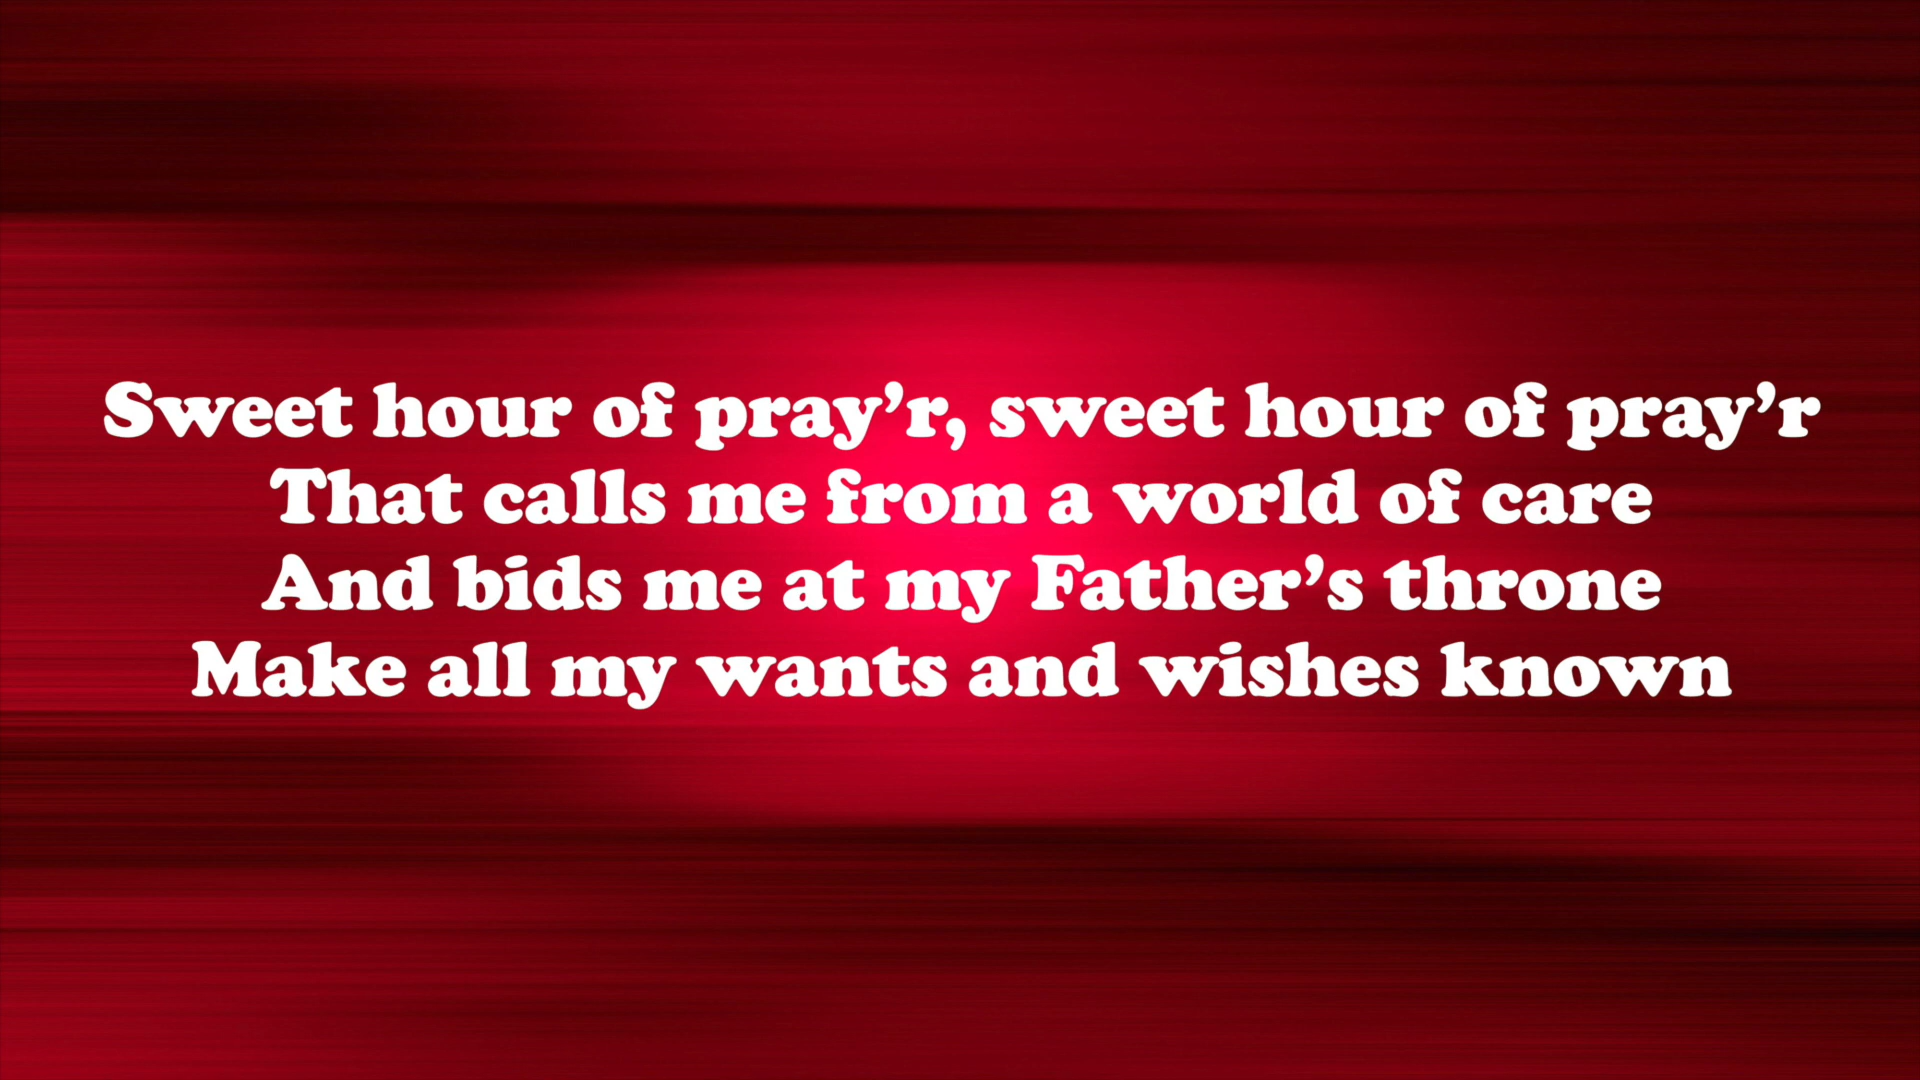 Sweet hour of pray’r, sweet hour of pray’r
That calls me from a world of care
And bids me at my Father’s throne
Make all my wants and wishes known